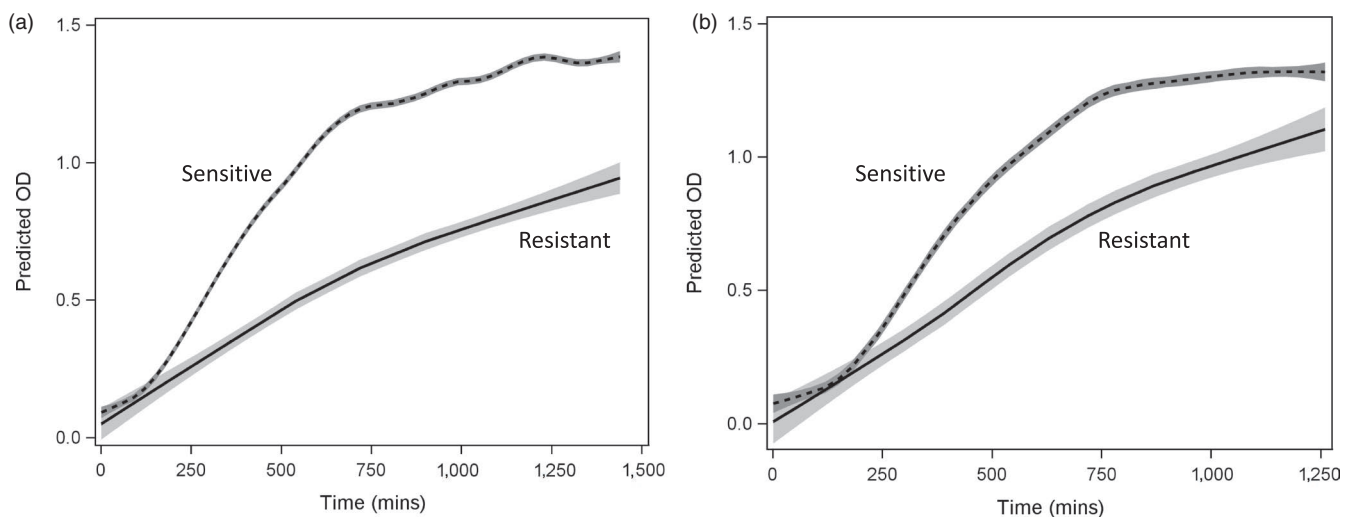 (a)
1.5
1.0
0.5
0.0
Predicted OD
Sensitive
Resistant
0 250 500 750 1,000 1,250 1,500
Time (mins)
(b)
1.5
1.0
0.5
0.0
Predicted OD
Sensitive
Resistant
0 250 500 750 1,000 1,250
Time (mins)